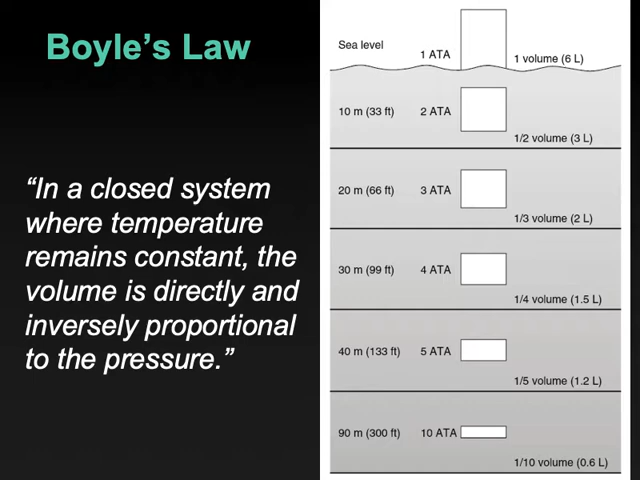 Boyle's Law
“In a closed system
where temperature
remains constant, the
volume is directly and
inversely proportional
to the pressure.”
Sea level 1 ATA 1 volume (6 L)
10 m (33 ft) 2 ATA 1/2 volume (3 L)
20 m (66 ft) 3 ATA 1/3 volume (2 L)
30 m (99 ft) 4 ATA 1/4 volume (1.5 L)
40 m (133 ft) 5 ATA 1/5 volume (1.2 L)
90 m (300 ft) 10 ATA 1/10 volume (0.6 L)